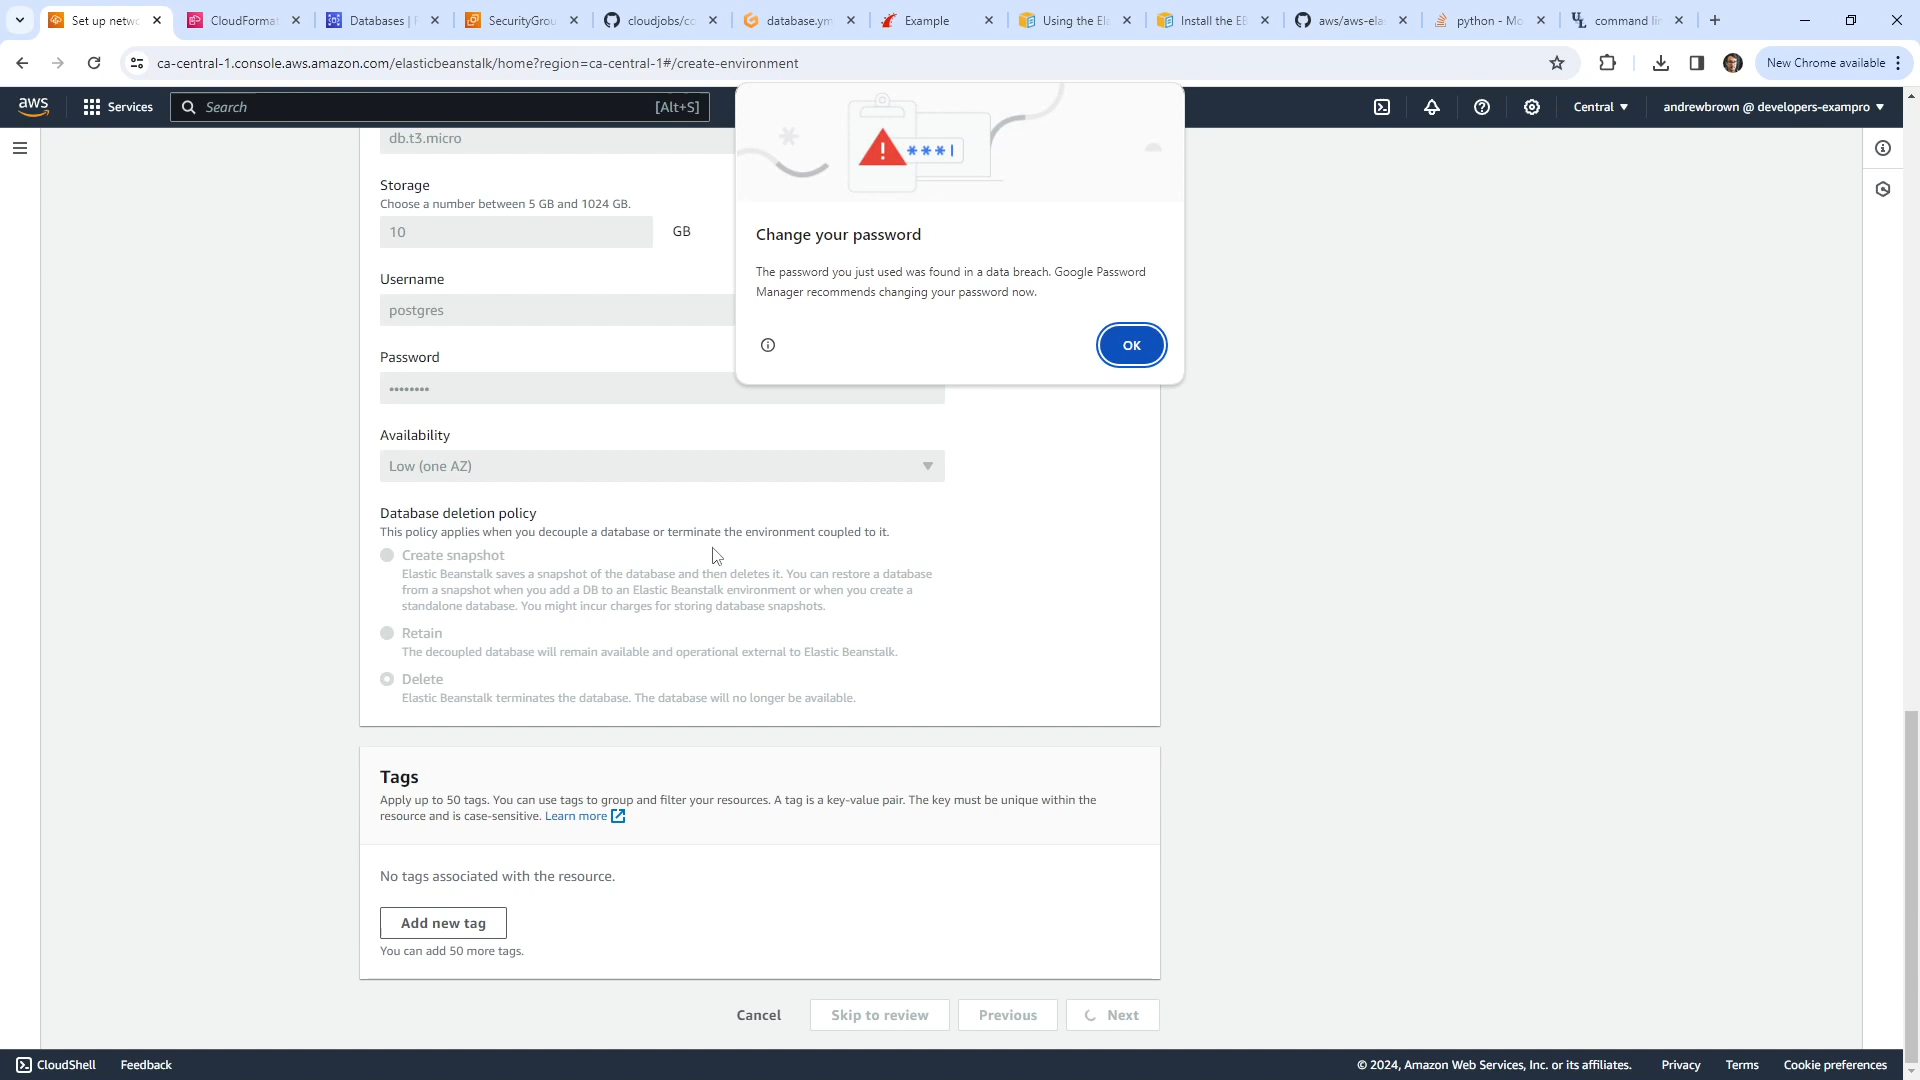 Set up netwo
CloudFormat
Databases | R
SecurityGrou
cloudjobs/co
database.ym
Example
Using the Ela
Install the EB
aws/aws-elas
python - Mo
command lin
ca-central-1.console.aws.amazon.com/elasticbeanstalk/home?region=ca-central-1#/create-environment
New Chrome available
aws
Services
Search
[Alt+S]
Central
andrewbrown @ developers-exampro
db.t3.micro
Storage
Choose a number between 5 GB and 1024 GB.
10
GB
Username
postgres
Password
••••••••
Change your password
The password you just used was found in a data breach. Google Password
Manager recommends changing your password now.
OK
Availability
Low (one AZ)
Database deletion policy
This policy applies when you decouple a database or terminate the environment coupled to it.
Create snapshot
Elastic Beanstalk saves a snapshot of the database and then deletes it. You can restore a database
from a snapshot when you add a DB to an Elastic Beanstalk environment or when you create a
standalone database. You might incur charges for storing database snapshots.
Retain
The decoupled database will remain available and operational external to Elastic Beanstalk.
Delete
Elastic Beanstalk terminates the database. The database will no longer be available.
Tags
Apply up to 50 tags. You can use tags to group and filter your resources. A tag is a key-value pair. The key must be unique within the
resource and is case-sensitive. Learn more
No tags associated with the resource.
Add new tag
You can add 50 more tags.
Cancel
Skip to review
Previous
Next
CloudShell
Feedback
© 2024, Amazon Web Services, Inc. or its affiliates.
Privacy
Terms
Cookie preferences